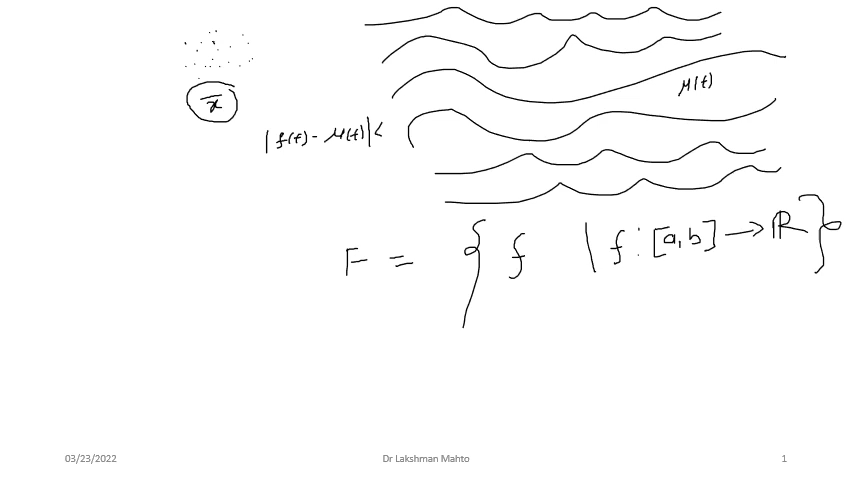 x̄
μ(t)
|f(t) - μ(t)| <
F = { f | f : [a, b] → ℝ }
03/23/2022 Dr Lakshman Mahto 1